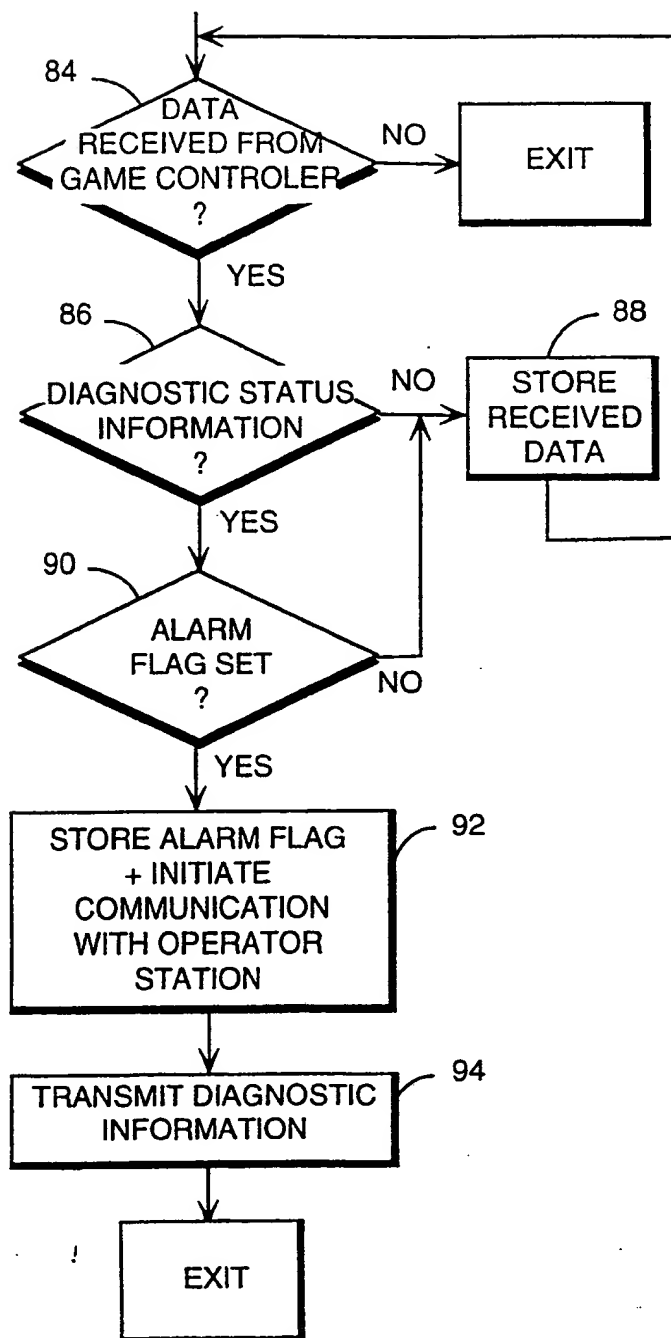 84
DATA
RECEIVED FROM
GAME CONTROLER
?
NO
EXIT
YES
86
DIAGNOSTIC STATUS
INFORMATION
?
NO
88
STORE
RECEIVED
DATA
YES
90
ALARM
FLAG SET
?
NO
YES
STORE ALARM FLAG
+ INITIATE
COMMUNICATION
WITH OPERATOR
STATION
92
TRANSMIT DIAGNOSTIC
INFORMATION
94
EXIT